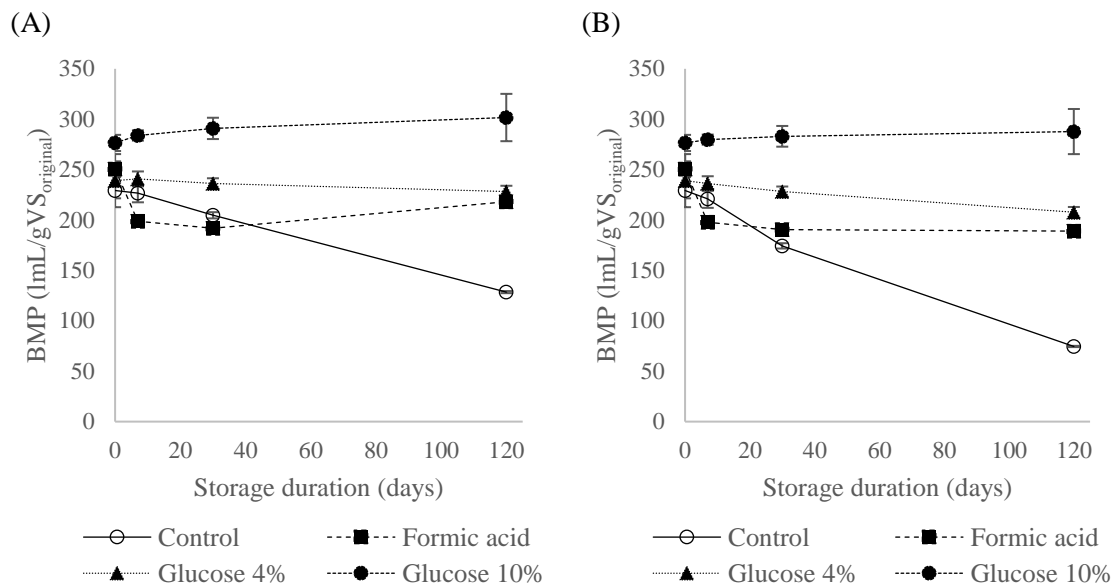 (A)
350
300
250
200
150
100
50
0
BMP (lmL/gVSoriginal)
0 20 40 60 80 100 120
Storage duration (days)
Control Formic acid
Glucose 4% Glucose 10%
(B)
350
300
250
200
150
100
50
0
BMP (lmL/gVSoriginal)
0 20 40 60 80 100 120
Storage duration (days)
Control Formic acid
Glucose 4% Glucose 10%